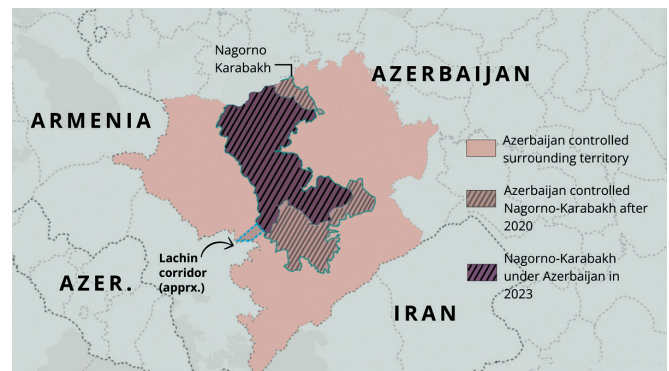 Nagorno
Karabakh
AZERBAIJAN
ARMENIA
Azerbaijan controlled
surrounding territory
Azerbaijan controlled
Nagorno-Karabakh after
2020
Lachin
corridor
(apprx.)
Nagorno-Karabakh
under Azerbaijan in
2023
AZER.
IRAN